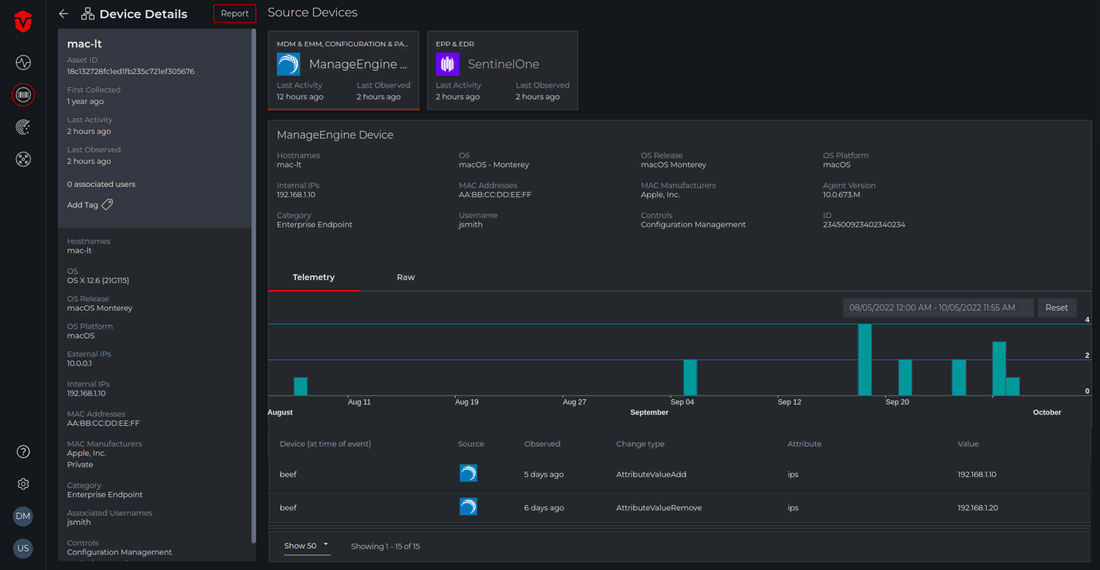 Device Details
Report
Source Devices
mac-lt
Asset ID
18c132728fc1ed1fb235c721ef305676
First Collected
1 year ago
Last Activity
2 hours ago
Last Observed
2 hours ago
0 associated users
Add Tag
Hostnames
mac-lt
OS
OS X 12.6 (21G115)
OS Release
macOS Monterey
OS Platform
macOS
External IPs
10.0.0.1
Internal IPs
192.168.1.10
MAC Addresses
AA:BB:CC:DD:EE:FF
MAC Manufacturers
Apple, Inc.
Private
Category
Enterprise Endpoint
Associated Usernames
jsmith
Controls
Configuration Management
DM
US
MDM & EMM, CONFIGURATION & PA...
ManageEngine ...
Last Activity Last Observed
12 hours ago 2 hours ago
EPP & EDR
SentinelOne
Last Activity Last Observed
2 hours ago 2 hours ago
ManageEngine Device
Hostnames OS OS Release OS Platform
mac-lt macOS - Monterey macOS Monterey macOS
Internal IPs MAC Addresses MAC Manufacturers Agent Version
192.168.1.10 AA:BB:CC:DD:EE:FF Apple, Inc. 10.0.673.M
Category Username Controls ID
Enterprise Endpoint jsmith Configuration Management 234500923402340234
Telemetry Raw
08/05/2022 12:00 AM - 10/05/2022 11:55 AM Reset
4
2
0
Aug 11 Aug 19 Aug 27 Sep 04 Sep 12 Sep 20
August September October
Device (at time of event) Source Observed Change type Attribute Value
beef 5 days ago AttributeValueAdd ips 192.168.1.10
beef 6 days ago AttributeValueRemove ips 192.168.1.20
Show 50 Showing 1 - 15 of 15